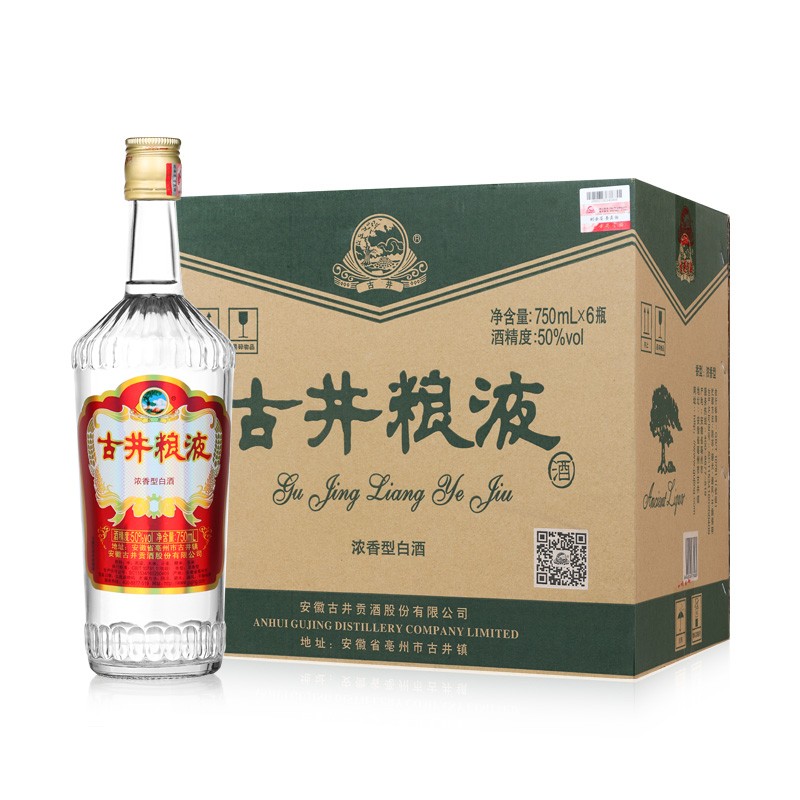 古井
净含量:750mL×6瓶
酒精度:50%vol
古井粮液
酒
Gu Jing Liang Ye Jiu
浓香型白酒
安徽古井贡酒股份有限公司
ANHUI GUJING DISTILLERY COMPANY LIMITED
地址：安徽省亳州市古井镇
古井粮液
浓香型白酒
酒精度:50%vol 净含量:750mL
地址：安徽省亳州市古井镇
安徽古井贡酒股份有限公司
香型：浓香型
Ancient Liquor